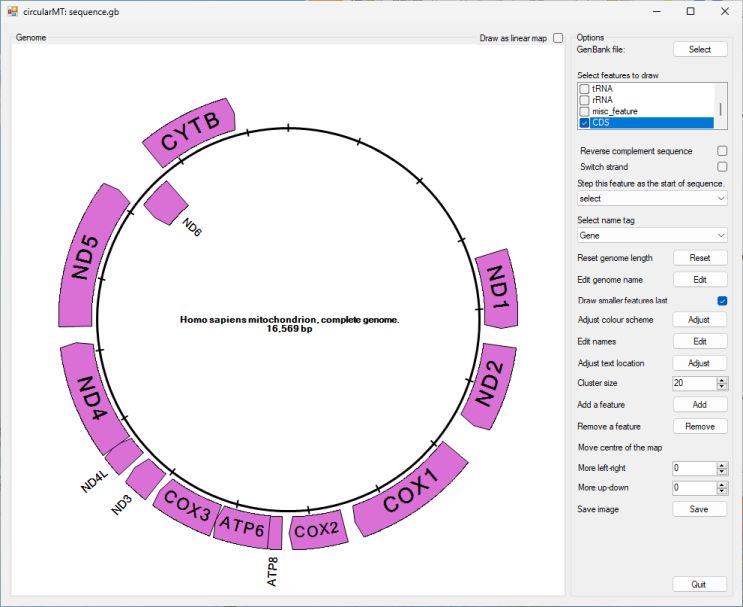 circularMT: sequence.gb
Genome
Draw as linear map
CYTB
ND6
ND5
ND1
Homo sapiens mitochondrion, complete genome.
16,569 bp
ND2
ND4
ND4L
ND3
COX3
ATP6
ATP8
COX2
COX1
Options
GenBank file:
Select
Select features to draw
tRNA
rRNA
misc_feature
CDS
Reverse complement sequence
Switch strand
Step this feature as the start of sequence.
select
Select name tag
Gene
Reset genome length
Reset
Edit genome name
Edit
Draw smaller features last
Adjust colour scheme
Adjust
Edit names
Edit
Adjust text location
Adjust
Cluster size
20
Add a feature
Add
Remove a feature
Remove
Move centre of the map
More left-right
0
More up-down
0
Save image
Save
Quit